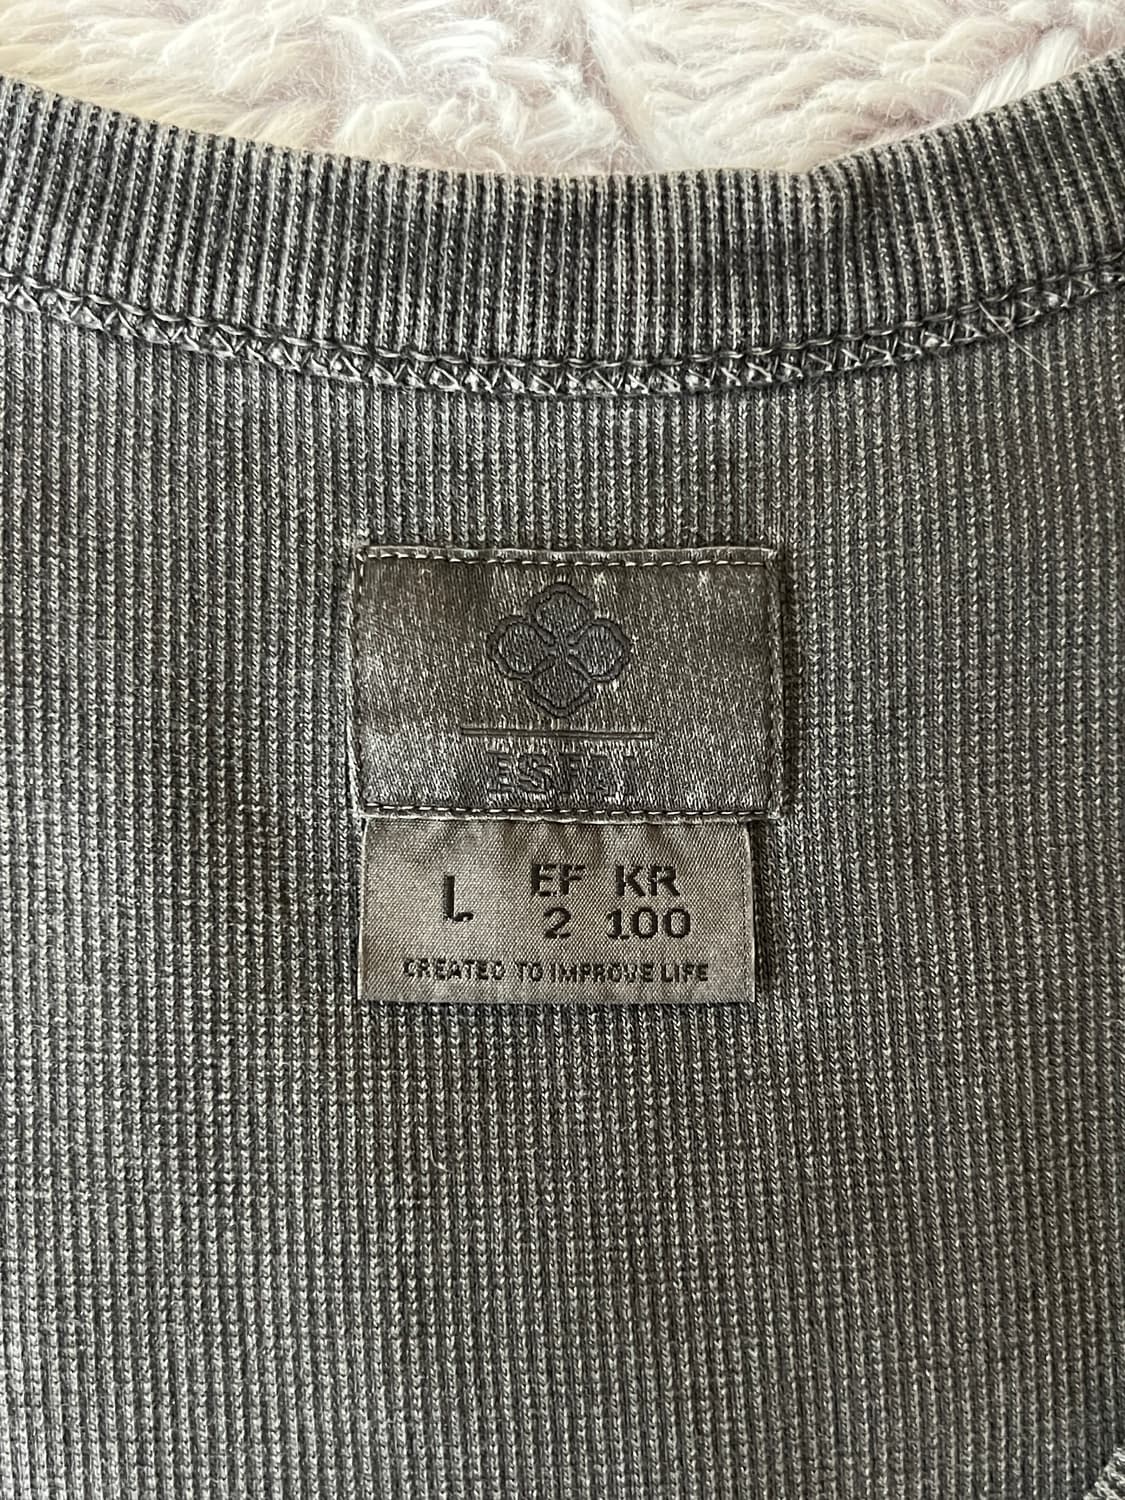 L EF KR
2 100
CREATED TO IMPROVE LIFE